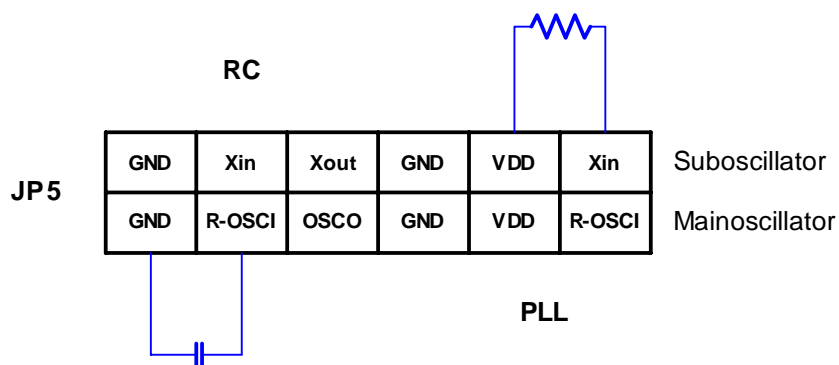 RC
GND Xin Xout GND VDD Xin Suboscillator
JP5
GND R-OSCI OSCO GND VDD R-OSCI Mainoscillator
PLL